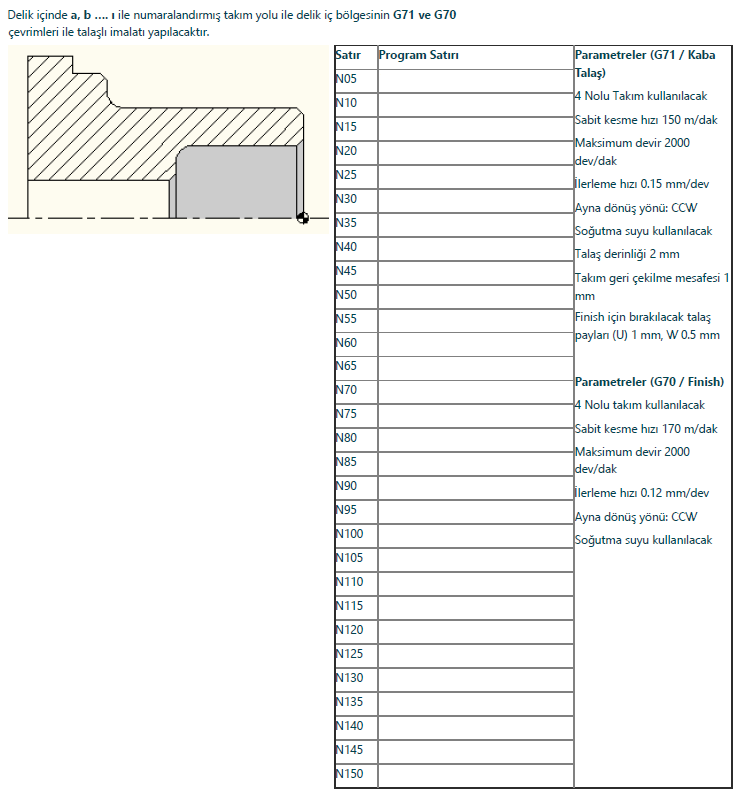 Delik içinde a, b .... ı ile numaralandırmış takım yolu ile delik iç bölgesinin G71 ve G70
çevrimleri ile talaşlı imalatı yapılacaktır.
Satır Program Satırı Parametreler (G71 / Kaba
Talaş)
N05
N10
N15
N20
N25
N30
N35
N40
N45
N50
N55
N60
N65
N70
N75
N80
N85
N90
N95
N100
N105
N110
N115
N120
N125
N130
N135
N140
N145
N150
4 Nolu Takım kullanılacak
Sabit kesme hızı 150 m/dak
Maksimum devir 2000
dev/dak
İlerleme hızı 0.15 mm/dev
Ayna dönüş yönü: CCW
Soğutma suyu kullanılacak
Talaş derinliği 2 mm
Takım geri çekilme mesafesi 1
mm
Finish için bırakılacak talaş
payları (U) 1 mm, W 0.5 mm
Parametreler (G70 / Finish)
4 Nolu takım kullanılacak
Sabit kesme hızı 170 m/dak
Maksimum devir 2000
dev/dak
İlerleme hızı 0.12 mm/dev
Ayna dönüş yönü: CCW
Soğutma suyu kullanılacak